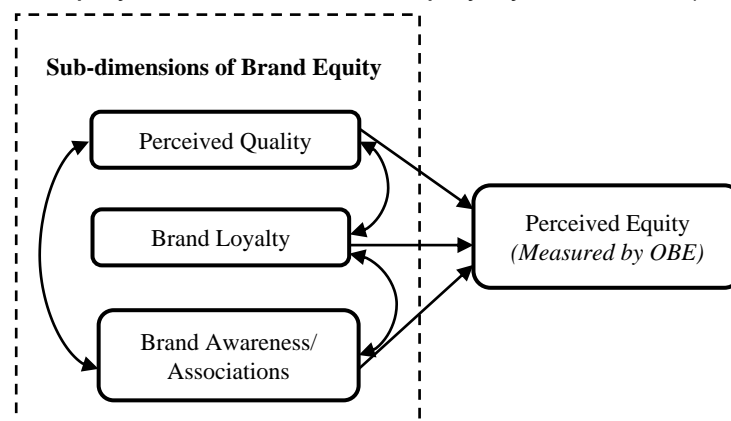 Sub-dimensions of Brand Equity
Perceived Quality
Brand Loyalty
Brand Awareness/
Associations
Perceived Equity
(Measured by OBE)